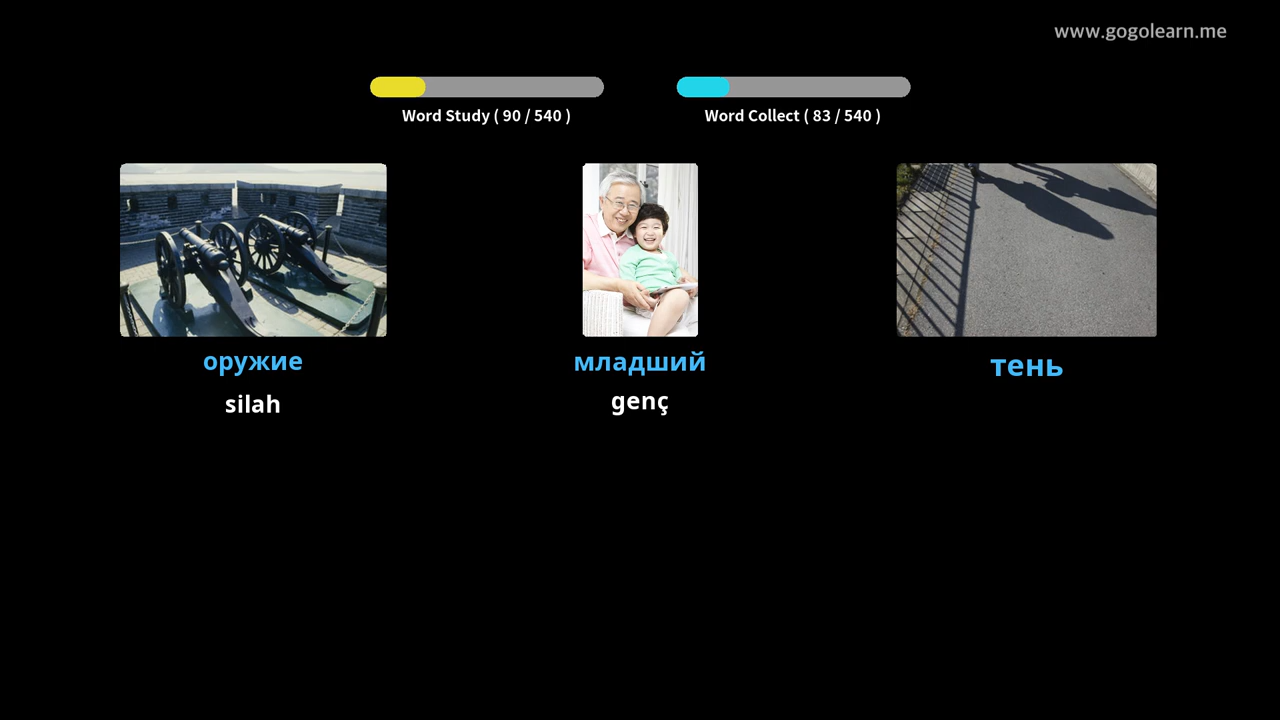 www.gogolearn.me
Word Study ( 90 / 540 )
Word Collect ( 83 / 540 )
оружие
младший
тень
silah
genç